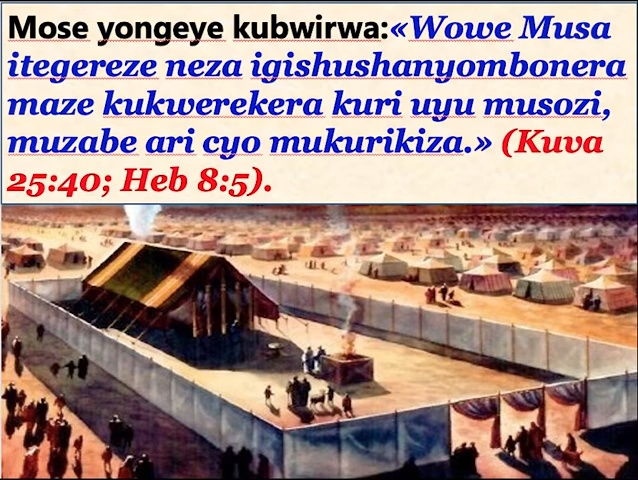 Mose yongeye kubwirwa:«Wowe Musa
itegereze neza igishushanyombonera
maze kukwerekera kuri uyu musozi,
muzabe ari cyo mukurikiza.» (Kuva
25:40; Heb 8:5).